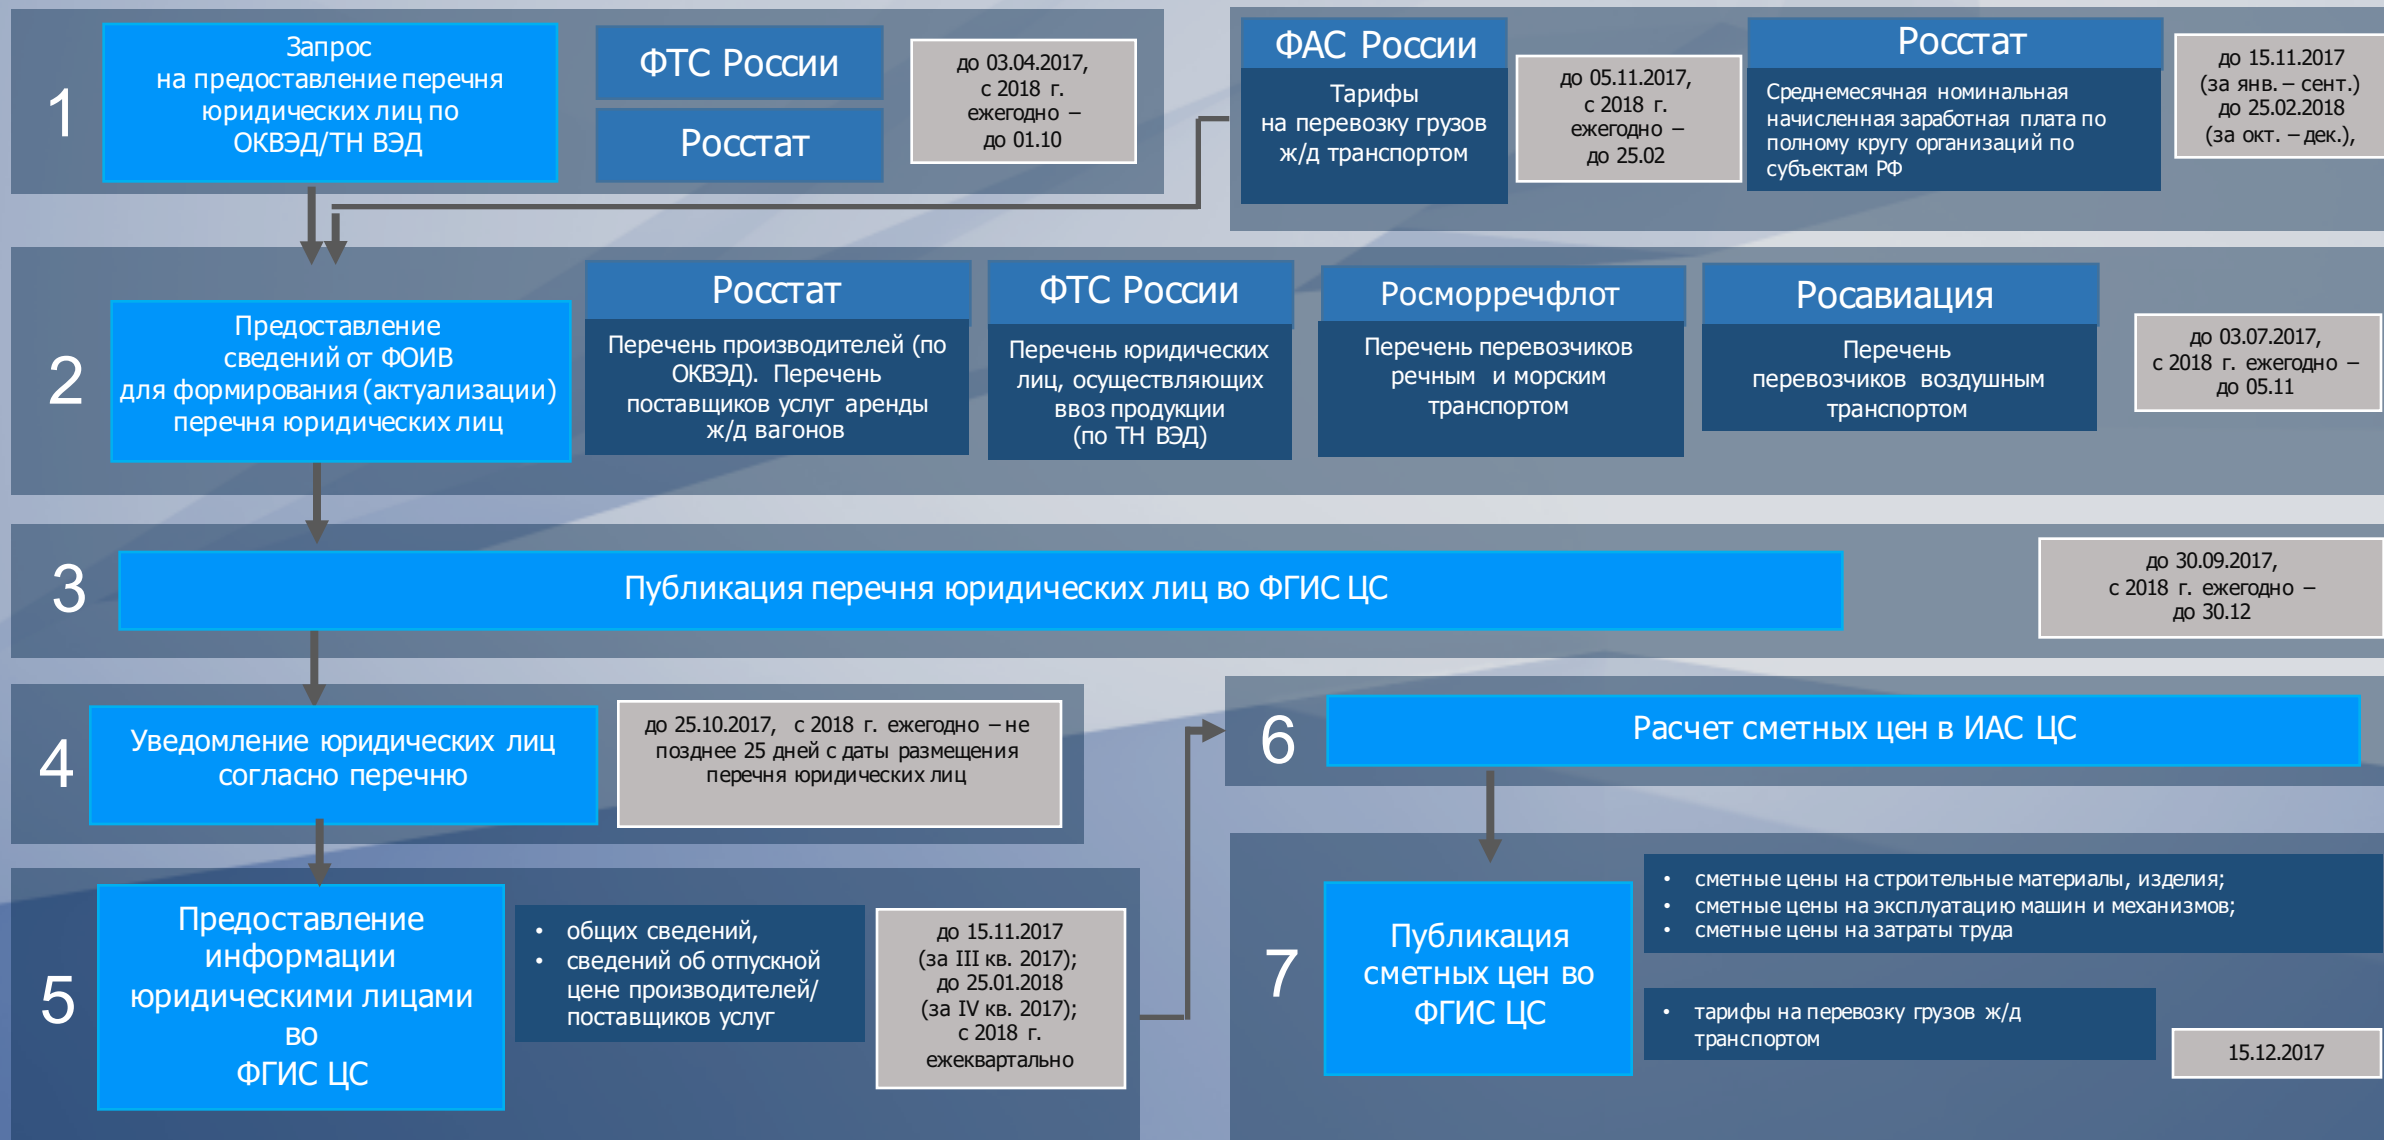 1
Запрос
на предоставление перечня
юридических лиц по
ОКВЭД/ТН ВЭД
ФТС России
Росстат
до 03.04.2017,
с 2018 г.
ежегодно –
до 01.10
ФАС России
Тарифы
на перевозку грузов
ж/д транспортом
до 05.11.2017,
с 2018 г.
ежегодно –
до 25.02
Росстат
Среднемесячная номинальная
начисленная заработная плата по
полному кругу организаций по
субъектам РФ
до 15.11.2017
(за янв. – сент.)
до 25.02.2018
(за окт. – дек.),
2
Предоставление
сведений от ФОИВ
для формирования (актуализации)
перечня юридических лиц
Росстат
Перечень производителей (по
ОКВЭД). Перечень
поставщиков услуг аренды
ж/д вагонов
ФТС России
Перечень юридических
лиц, осуществляющих
ввоз продукции
(по ТН ВЭД)
Росморречфлот
Перечень перевозчиков
речным и морским
транспортом
Росавиация
Перечень
перевозчиков воздушным
транспортом
до 03.07.2017,
с 2018 г. ежегодно –
до 05.11
3
Публикация перечня юридических лиц во ФГИС ЦС
до 30.09.2017,
с 2018 г. ежегодно –
до 30.12
4
Уведомление юридических лиц
согласно перечню
до 25.10.2017, с 2018 г. ежегодно – не
позднее 25 дней с даты размещения
перечня юридических лиц
5
Предоставление
информации
юридическими лицами
во
ФГИС ЦС
• общих сведений,
• сведений об отпускной
цене производителей/
поставщиков услуг
до 15.11.2017
(за III кв. 2017);
до 25.01.2018
(за IV кв. 2017);
с 2018 г.
ежеквартально
6
Расчет сметных цен в ИАС ЦС
7
Публикация
сметных цен во
ФГИС ЦС
• сметные цены на строительные материалы, изделия;
• сметные цены на эксплуатацию машин и механизмов;
• сметные цены на затраты труда
• тарифы на перевозку грузов ж/д
транспортом
15.12.2017